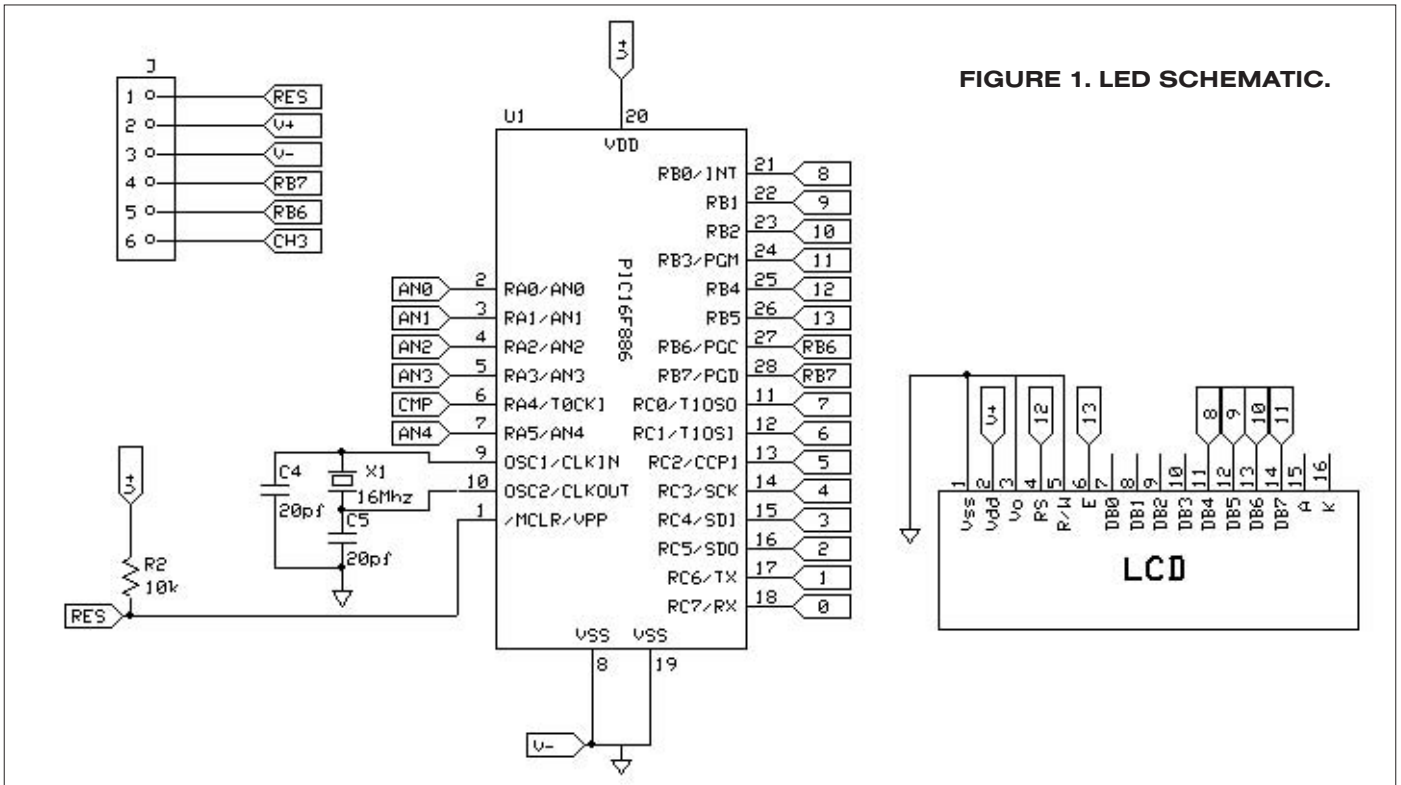 FIGURE 1. LED SCHEMATIC.
J
1 RES
2 V+
3 V-
4 RB7
5 RB6
6 CH3
V+
U1
20
VDD
PIC16F886
AN0 2 RA0/AN0
AN1 3 RA1/AN1
AN2 4 RA2/AN2
AN3 5 RA3/AN3
CMP 6 RA4/T0CKI
AN4 7 RA5/AN4
9 OSC1/CLKIN
10 OSC2/CLKOUT
1 /MCLR/VPP
RB0/INT 21 8
RB1 22 9
RB2 23 10
RB3/PGM 24 11
RB4 25 12
RB5 26 13
RB6/PGC 27 RB6
RB7/PGD 28 RB7
RC0/T1OSO 11 7
RC1/T1OSI 12 6
RC2/CCP1 13 5
RC3/SCK 14 4
RC4/SDI 15 3
RC5/SDO 16 2
RC6/TX 17 1
RC7/RX 18 0
VSS VSS
8 19
V-
C4
20pf
X1
16Mhz
C5
20pf
V+
R2
10k
RES
V+ 12 13 8 9 10 11
1 2 3 4 5 6 7 8 9 10 11 12 13 14 15 16
Vss Vdd Vo RS R/W E DB0 DB1 DB2 DB3 DB4 DB5 DB6 DB7 A K
LCD